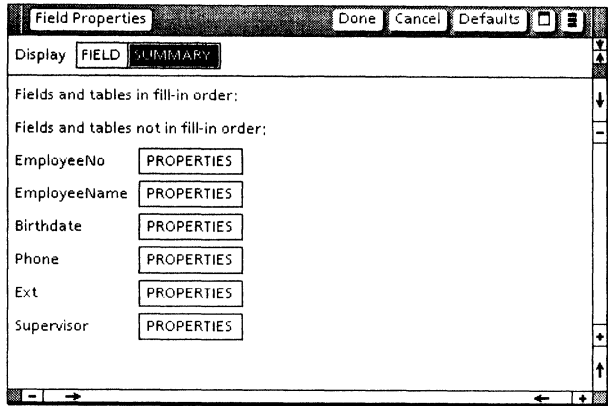 Field Properties Done Cancel Defaults
Display FIELD SUMMARY
Fields and tables in fill-in order:
Fields and tables not in fill-in order:
EmployeeNo PROPERTIES
EmployeeName PROPERTIES
Birthdate PROPERTIES
Phone PROPERTIES
Ext PROPERTIES
Supervisor PROPERTIES